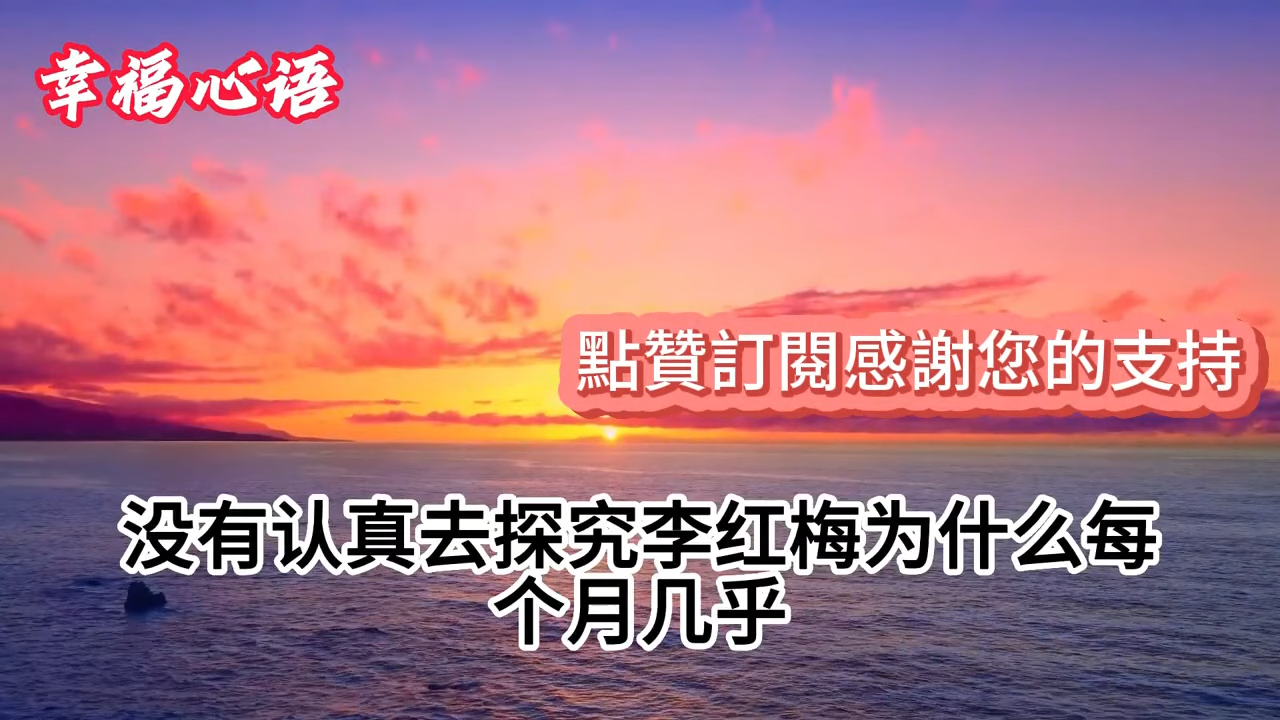 幸福心语
點贊訂閱感謝您的支持
没有认真去探究李红梅为什么每
个月几乎